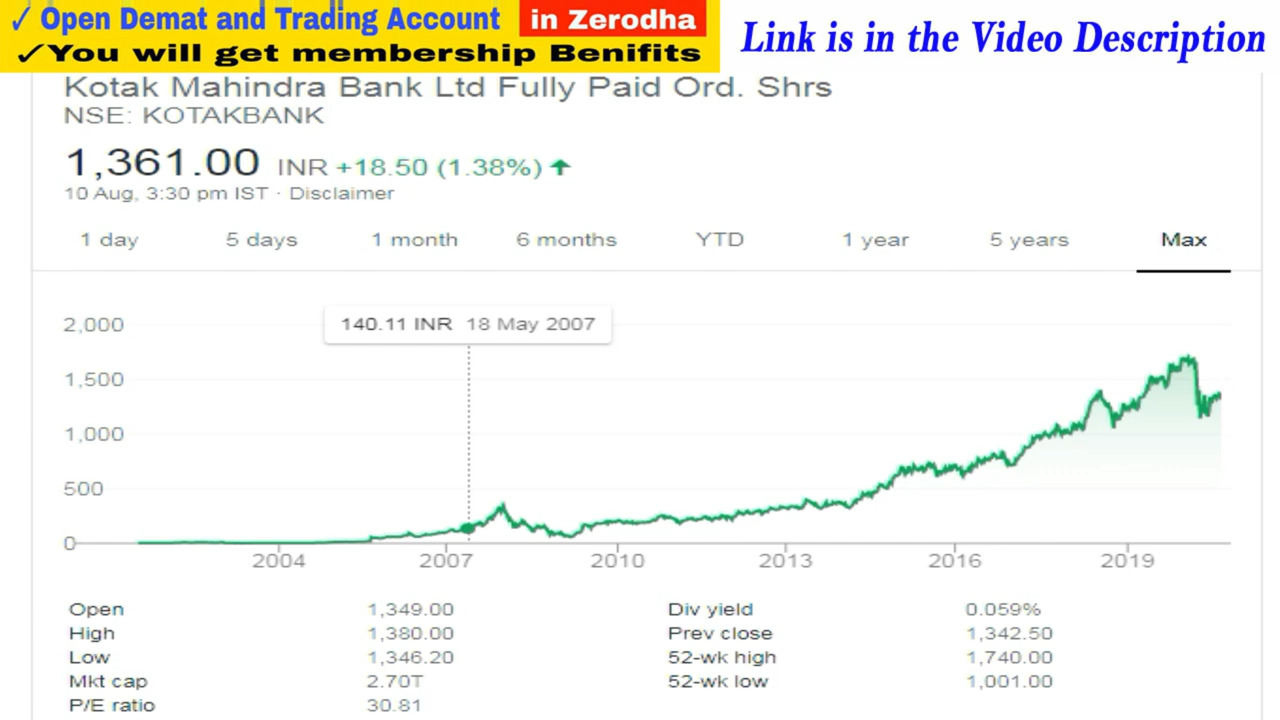 ✓ Open Demat and Trading Account in Zerodha
✓You will get membership Benifits
Link is in the Video Description
Kotak Mahindra Bank Ltd Fully Paid Ord. Shrs
NSE: KOTAKBANK
1,361.00 INR +18.50 (1.38%) ↑
10 Aug, 3:30 pm IST · Disclaimer
1 day 5 days 1 month 6 months YTD 1 year 5 years Max
140.11 INR 18 May 2007
2,000
1,500
1,000
500
0
2004 2007 2010 2013 2016 2019
Open 1,349.00 Div yield 0.059%
High 1,380.00 Prev close 1,342.50
Low 1,346.20 52-wk high 1,740.00
Mkt cap 2.70T 52-wk low 1,001.00
P/E ratio 30.81